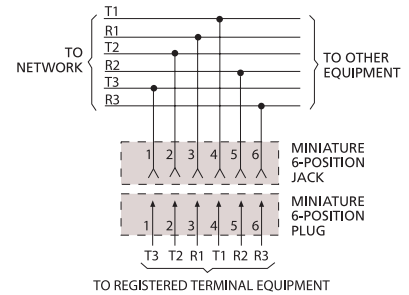 T1
R1
T2
R2
T3
R3
TO
NETWORK
TO OTHER
EQUIPMENT
1 2 3 4 5 6
MINIATURE
6-POSITION
JACK
1 2 3 4 5 6
MINIATURE
6-POSITION
PLUG
T3 T2 R1 T1 R2 R3
TO REGISTERED TERMINAL EQUIPMENT